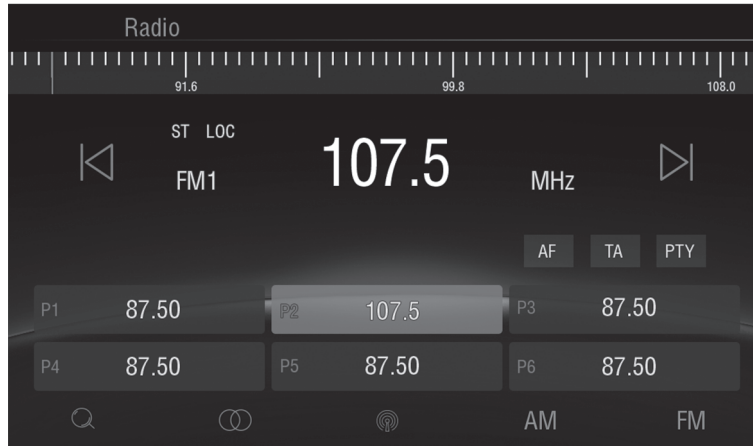 Radio
91.6 99.8 108.0
ST LOC
FM1 107.5 MHz
AF TA PTY
P1 87.50 P2 107.5 P3 87.50
P4 87.50 P5 87.50 P6 87.50
AM FM